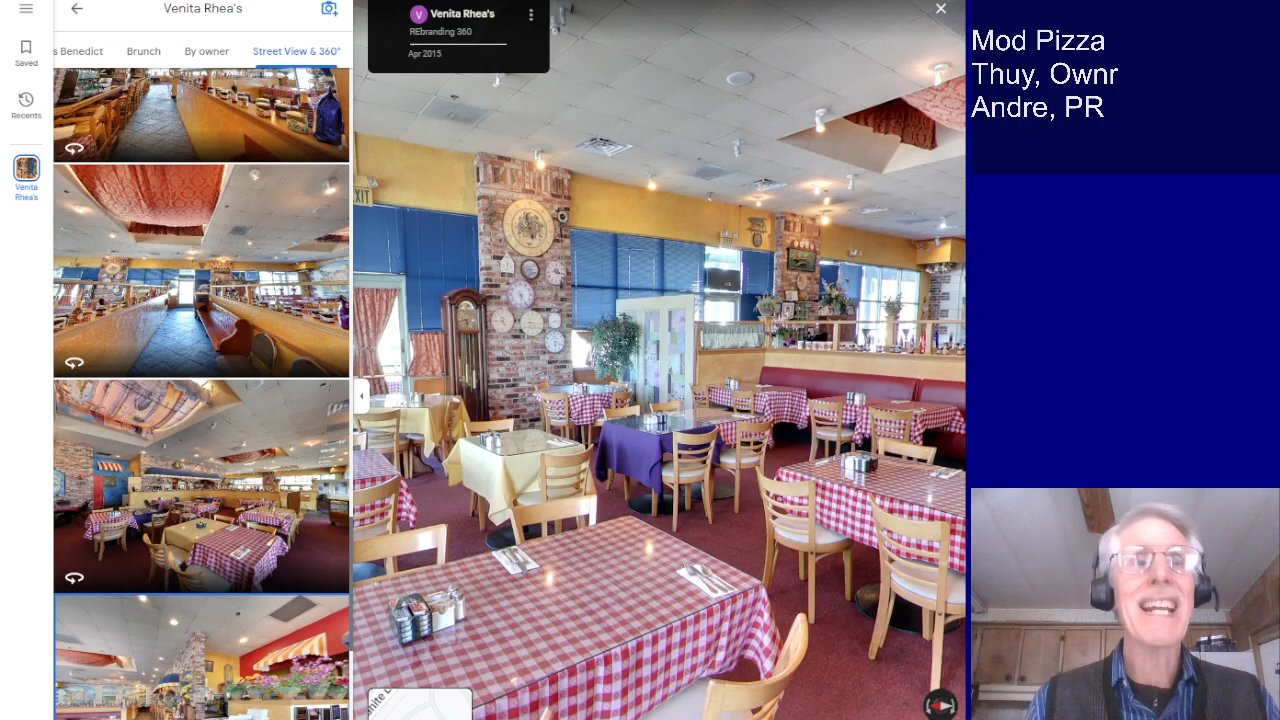 Venita Rhea's
s Benedict
Brunch
By owner
Street View & 360°
Saved
Recents
Venita
Rhea's
V
Venita Rhea's
REbranding 360
Apr 2015
EXIT
Mod Pizza
Thuy, Ownr
Andre, PR